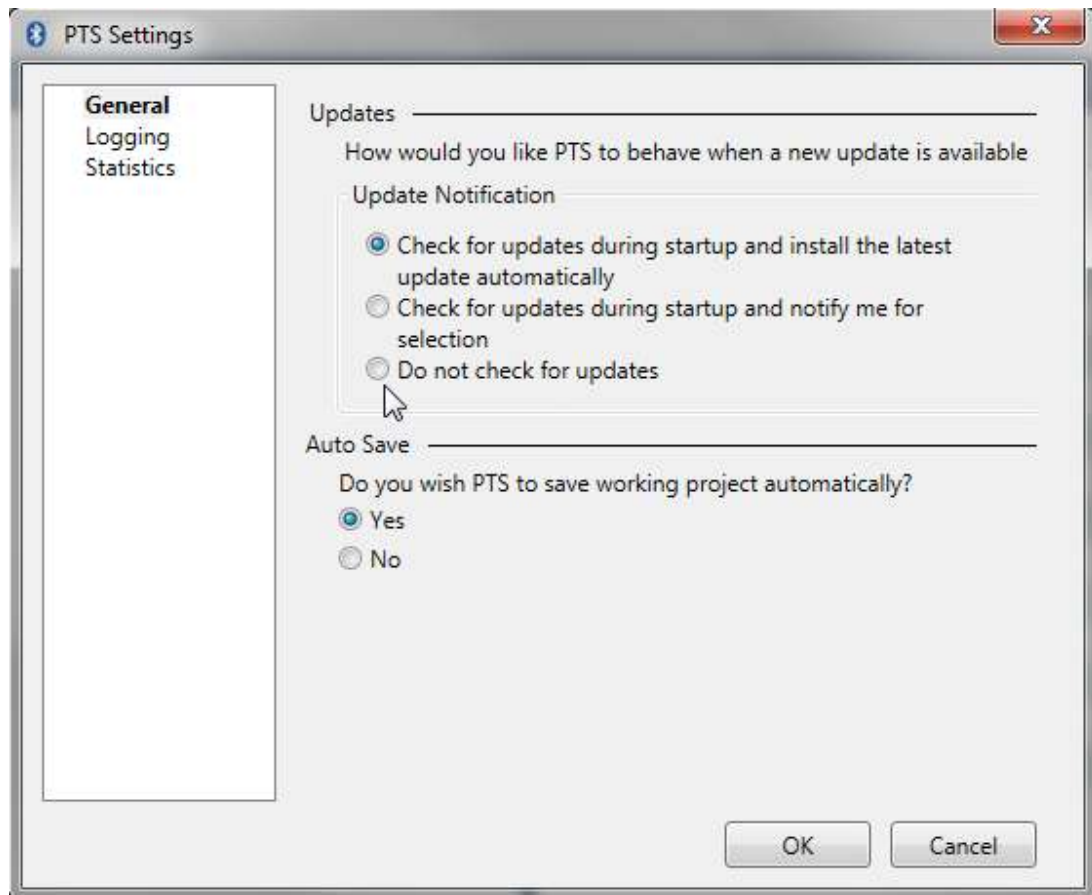 PTS Settings
General
Logging
Statistics
Updates
How would you like PTS to behave when a new update is available
Update Notification
Check for updates during startup and install the latest
update automatically
Check for updates during startup and notify me for
selection
Do not check for updates
Auto Save
Do you wish PTS to save working project automatically?
Yes
No
OK
Cancel